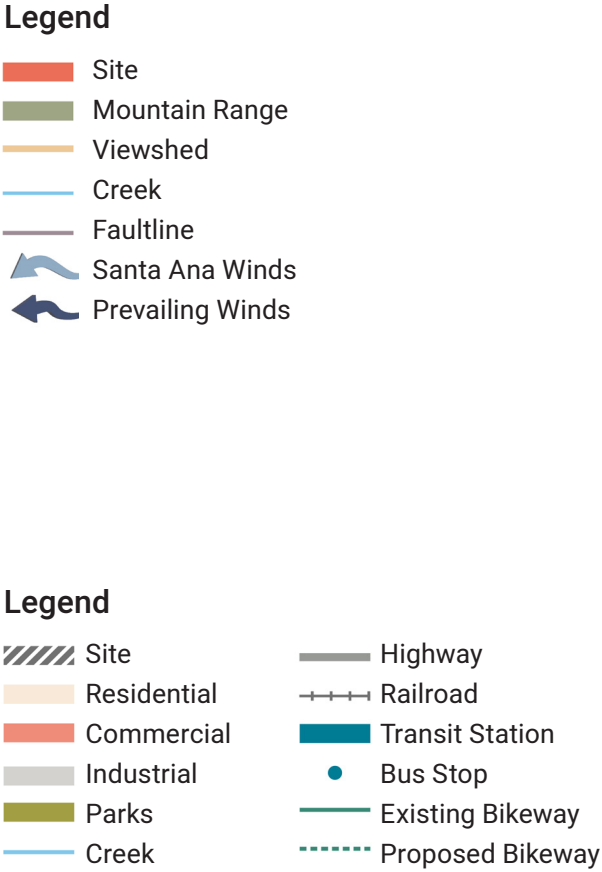 Legend
Site
Mountain Range
Viewshed
Creek
Faultline
Santa Ana Winds
Prevailing Winds
Legend
Site
Residential
Commercial
Industrial
Parks
Creek
Highway
Railroad
Transit Station
Bus Stop
Existing Bikeway
Proposed Bikeway